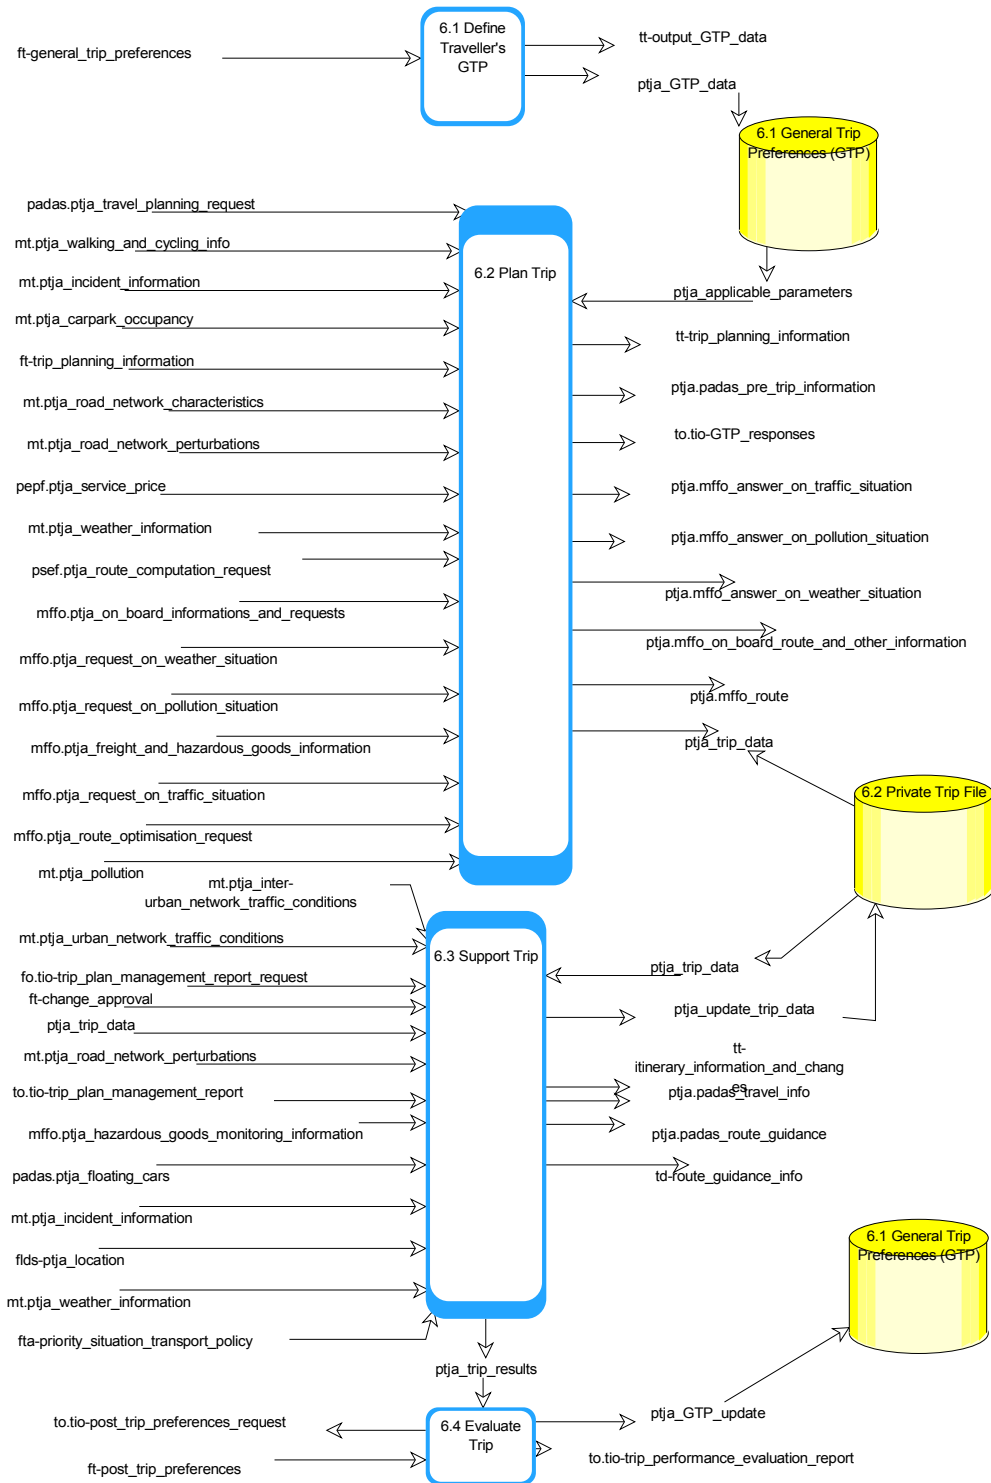 6.1 Define
Traveller's
GTP
ft-general_trip_preferences
tt-output_GTP_data
ptja_GTP_data
6.1 General Trip
Preferences (GTP)
padas.ptja_travel_planning_request
mt.ptja_walking_and_cycling_info
6.2 Plan Trip
mt.ptja_incident_information
ptja_applicable_parameters
mt.ptja_carpark_occupancy
tt-trip_planning_information
ft-trip_planning_information
ptja.padas_pre_trip_information
mt.ptja_road_network_characteristics
to.tio-GTP_responses
mt.ptja_road_network_perturbations
pepf.ptja_service_price
ptja.mffo_answer_on_traffic_situation
mt.ptja_weather_information
ptja.mffo_answer_on_pollution_situation
psef.ptja_route_computation_request
ptja.mffo_answer_on_weather_situation
mffo.ptja_on_board_informations_and_requests
ptja.mffo_on_board_route_and_other_information
mffo.ptja_request_on_weather_situation
ptja.mffo_route
mffo.ptja_request_on_pollution_situation
ptja_trip_data
mffo.ptja_freight_and_hazardous_goods_information
6.2 Private Trip File
mffo.ptja_request_on_traffic_situation
mffo.ptja_route_optimisation_request
mt.ptja_pollution
mt.ptja_inter-
urban_network_traffic_conditions
mt.ptja_urban_network_traffic_conditions
6.3 Support Trip
ptja_trip_data
fo.tio-trip_plan_management_report_request
ft-change_approval
ptja_update_trip_data
ptja_trip_data
tt-
itinerary_information_and_chang
es
mt.ptja_road_network_perturbations
ptja.padas_travel_info
to.tio-trip_plan_management_report
mffo.ptja_hazardous_goods_monitoring_information
ptja.padas_route_guidance
padas.ptja_floating_cars
td-route_guidance_info
mt.ptja_incident_information
6.1 General Trip
Preferences (GTP)
flds-ptja_location
mt.ptja_weather_information
fta-priority_situation_transport_policy
ptja_trip_results
ptja_GTP_update
to.tio-post_trip_preferences_request
6.4 Evaluate
Trip
to.tio-trip_performance_evaluation_report
ft-post_trip_preferences